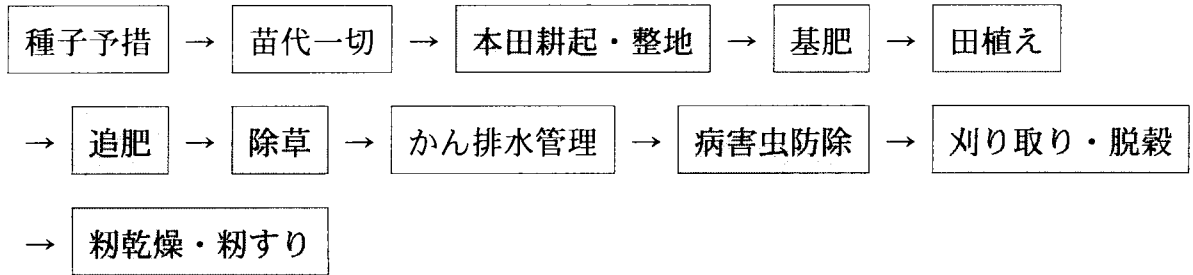 種子予措 → 苗代一切 → 本田耕起・整地 → 基肥 → 田植え
→ 追肥 → 除草 → かん排水管理 → 病害虫防除 → 刈り取り・脱穀
→ 籾乾燥・籾すり